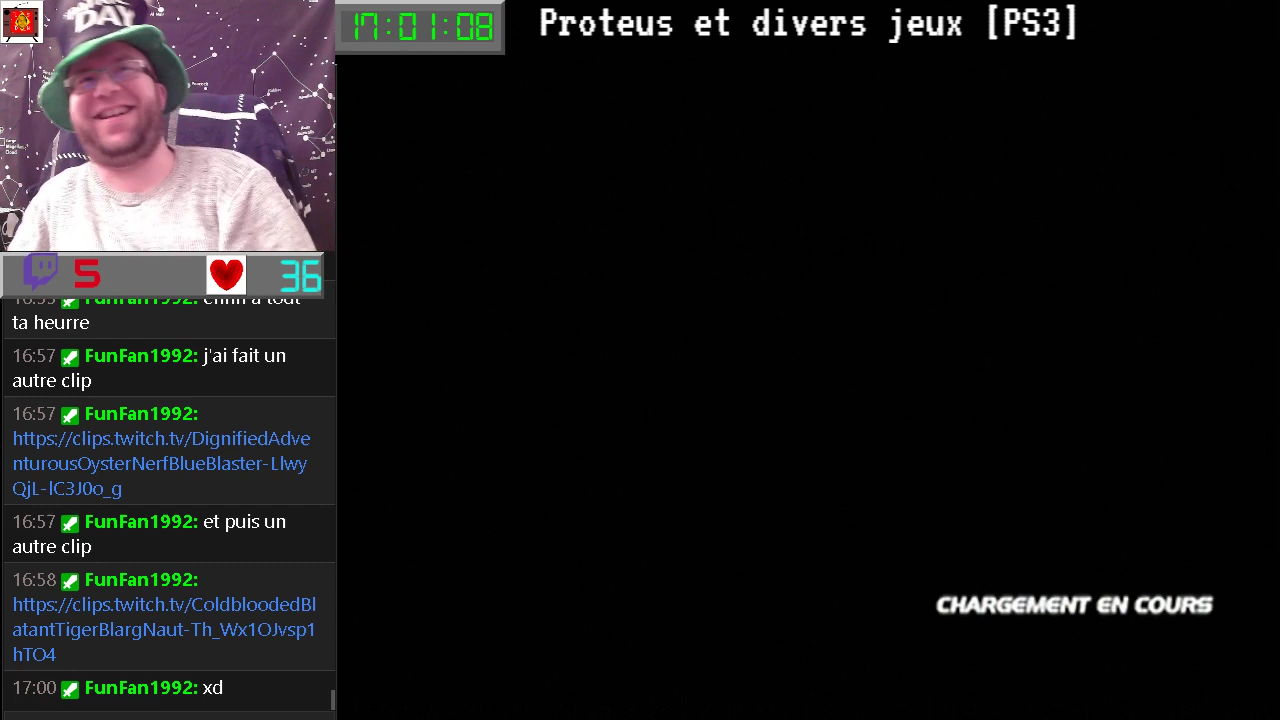 DAY
17:01:08
Proteus et divers jeux [PS3]
5
36
ta heurre
16:57 FunFan1992: j'ai fait un
autre clip
16:57 FunFan1992:
https://clips.twitch.tv/DignifiedAdve
nturousOysterNerfBlueBlaster-Llwy
QjL-lC3J0o_g
16:57 FunFan1992: et puis un
autre clip
16:58 FunFan1992:
https://clips.twitch.tv/ColdbloodedBl
atantTigerBlargNaut-Th_Wx1OJvsp1
hTO4
17:00 FunFan1992: xd
CHARGEMENT EN COURS